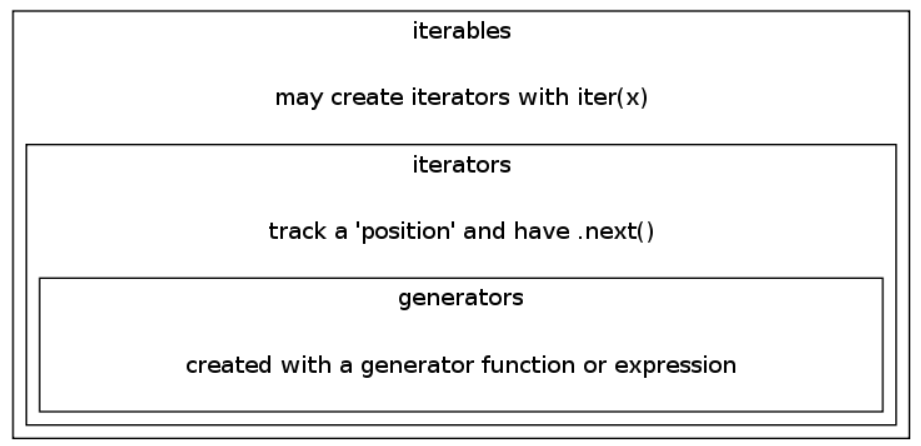 iterables
may create iterators with iter(x)
iterators
track a 'position' and have .next()
generators
created with a generator function or expression